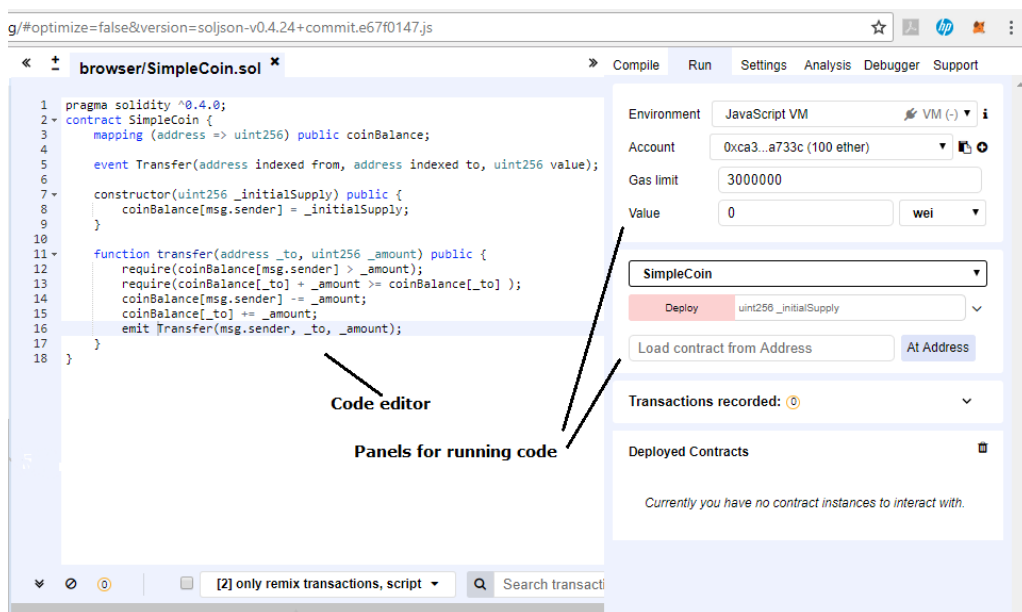 g/#optimize=false&version=soljson-v0.4.24+commit.e67f0147.js
browser/SimpleCoin.sol
Compile Run Settings Analysis Debugger Support
1 pragma solidity ^0.4.0;
2 contract SimpleCoin {
3 mapping (address => uint256) public coinBalance;
4
5 event Transfer(address indexed from, address indexed to, uint256 value);
6
7 constructor(uint256 _initialSupply) public {
8 coinBalance[msg.sender] = _initialSupply;
9 }
10
11 function transfer(address _to, uint256 _amount) public {
12 require(coinBalance[msg.sender] > _amount);
13 require(coinBalance[_to] + _amount >= coinBalance[_to] );
14 coinBalance[msg.sender] -= _amount;
15 coinBalance[_to] += _amount;
16 emit Transfer(msg.sender, _to, _amount);
17 }
18 }
Code editor
Panels for running code
Environment JavaScript VM VM (-) i
Account 0xca3...a733c (100 ether)
Gas limit 3000000
Value 0 wei
SimpleCoin
Deploy uint256 _initialSupply
Load contract from Address At Address
Transactions recorded: 0
Deployed Contracts
Currently you have no contract instances to interact with.
0 [2] only remix transactions, script Search transacti